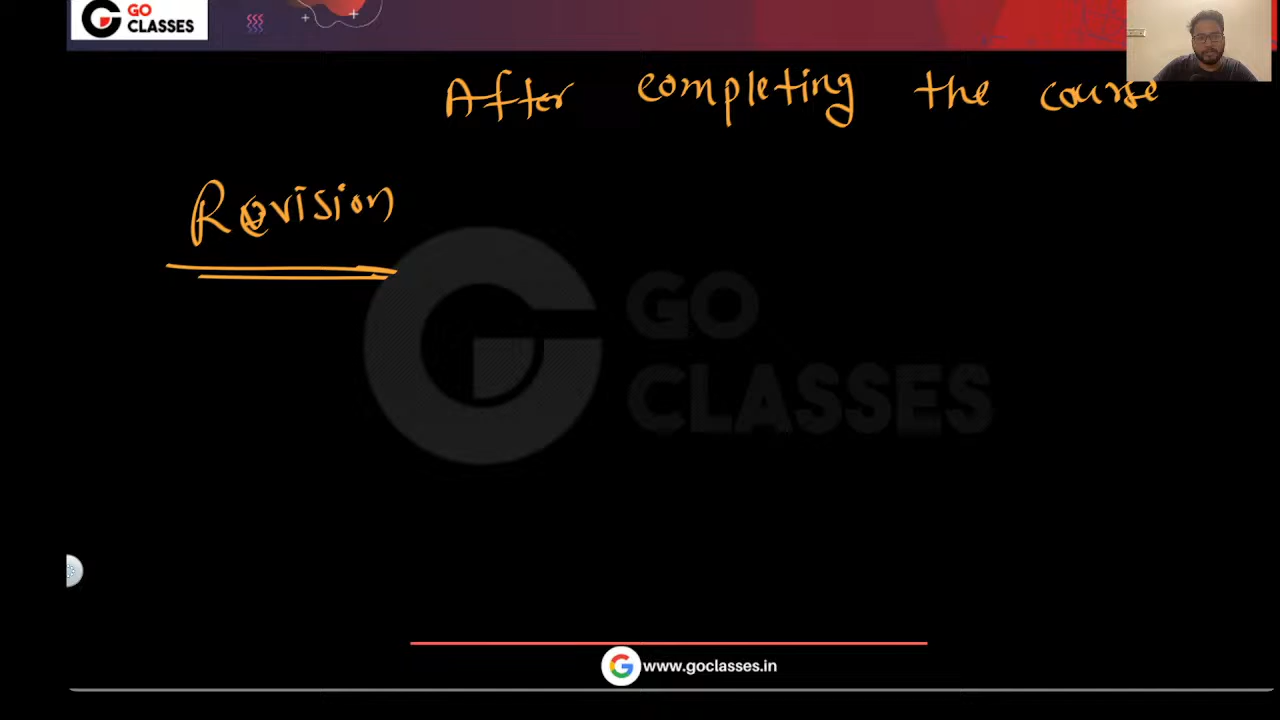 GO
CLASSES
After completing the course
Revision
GO
CLASSES
www.goclasses.in